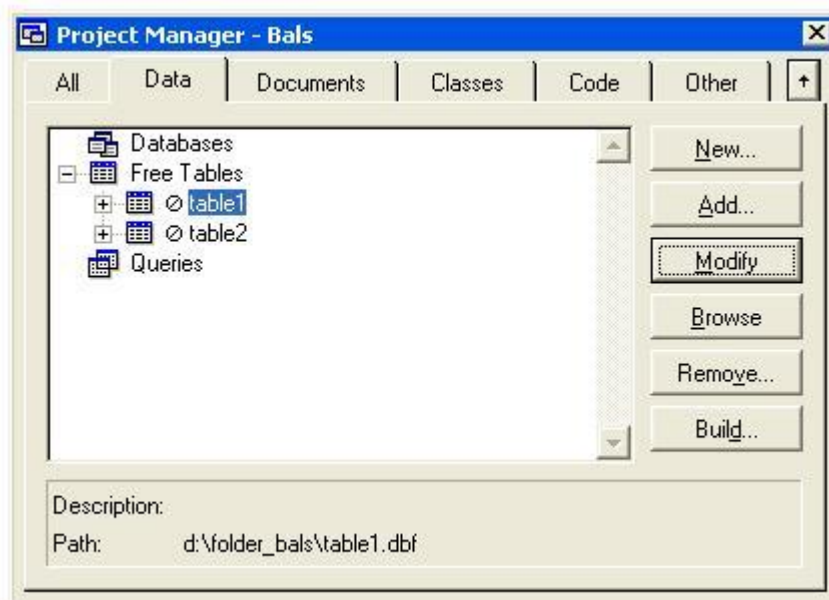 Project Manager - Bals
All Data Documents Classes Code Other
Databases
Free Tables
table1
table2
Queries
New...
Add...
Modify
Browse
Remove...
Build...
Description:
Path: d:\folder_bals\table1.dbf